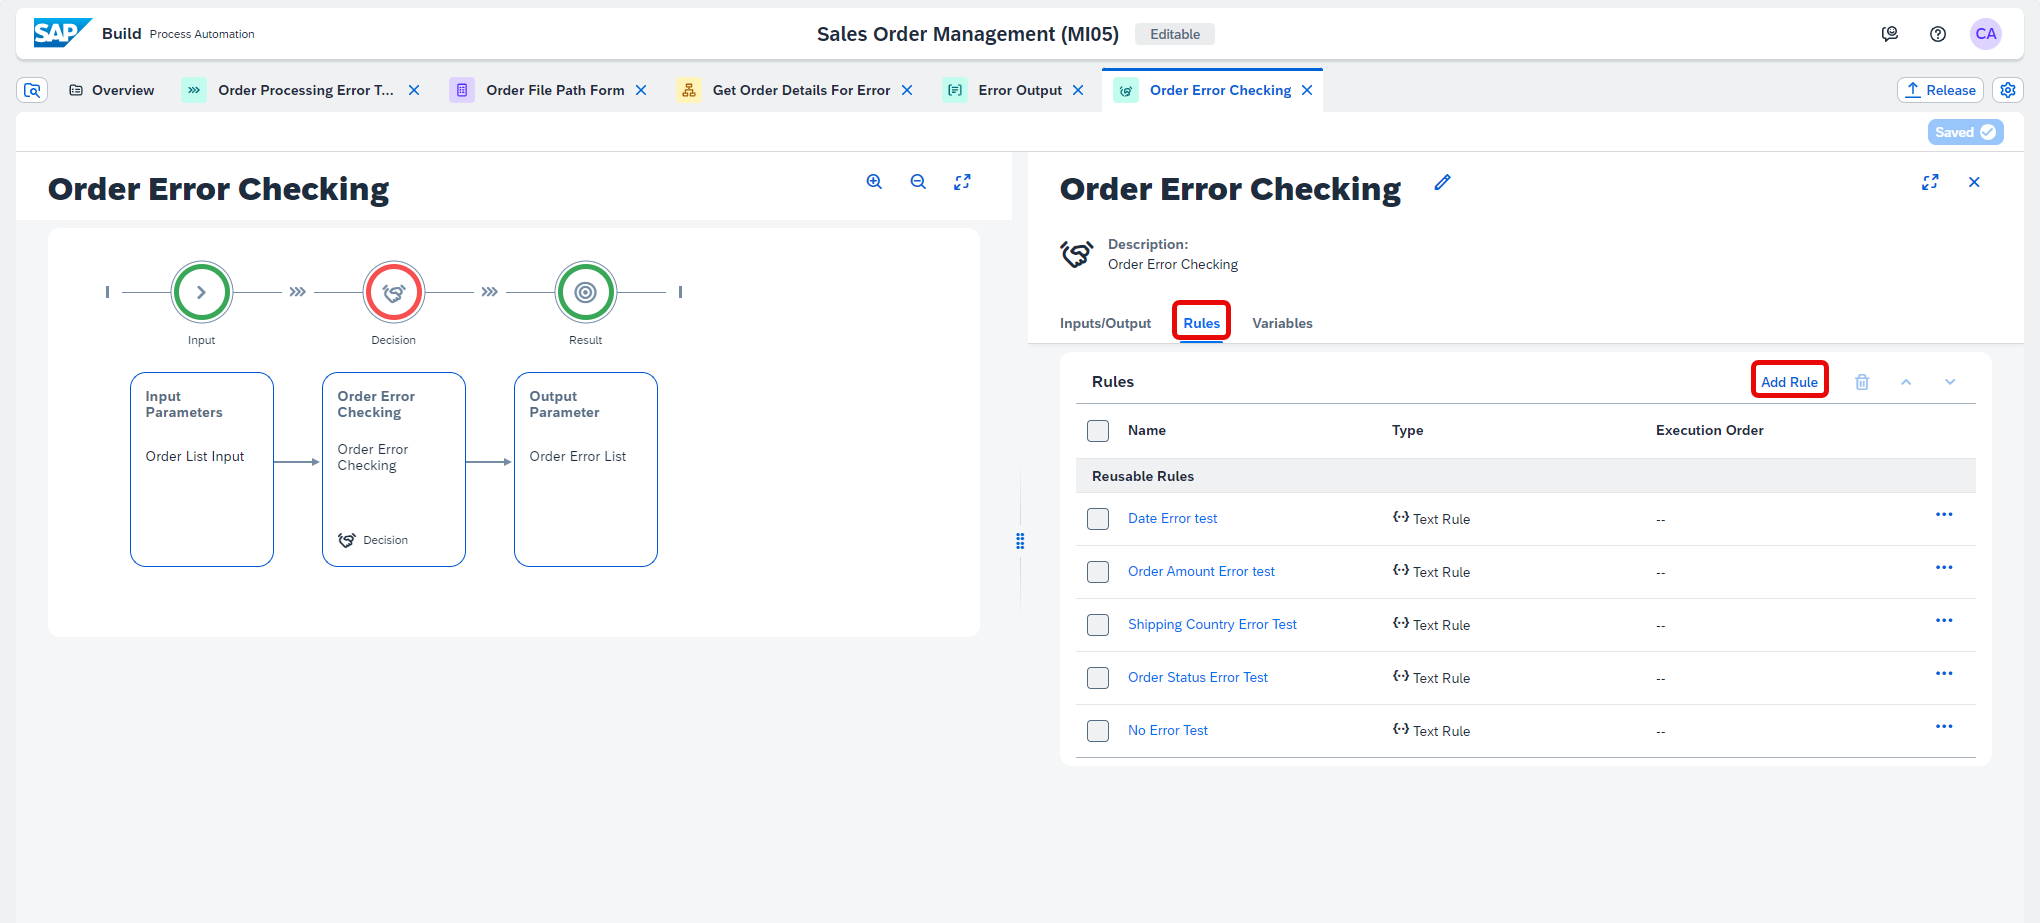 SAP Build Process Automation
Sales Order Management (MI05) Editable
CA
Overview
Order Processing Error T...
Order File Path Form
Get Order Details For Error
Error Output
Order Error Checking
Release
Saved
Order Error Checking
Input
Decision
Result
Input
Parameters
Order List Input
Order Error
Checking
Order Error
Checking
Decision
Output
Parameter
Order Error List
Order Error Checking
Description:
Order Error Checking
Inputs/Output Rules Variables
Rules Add Rule
Name Type Execution Order
Reusable Rules
Date Error test Text Rule --
Order Amount Error test Text Rule --
Shipping Country Error Test Text Rule --
Order Status Error Test Text Rule --
No Error Test Text Rule --